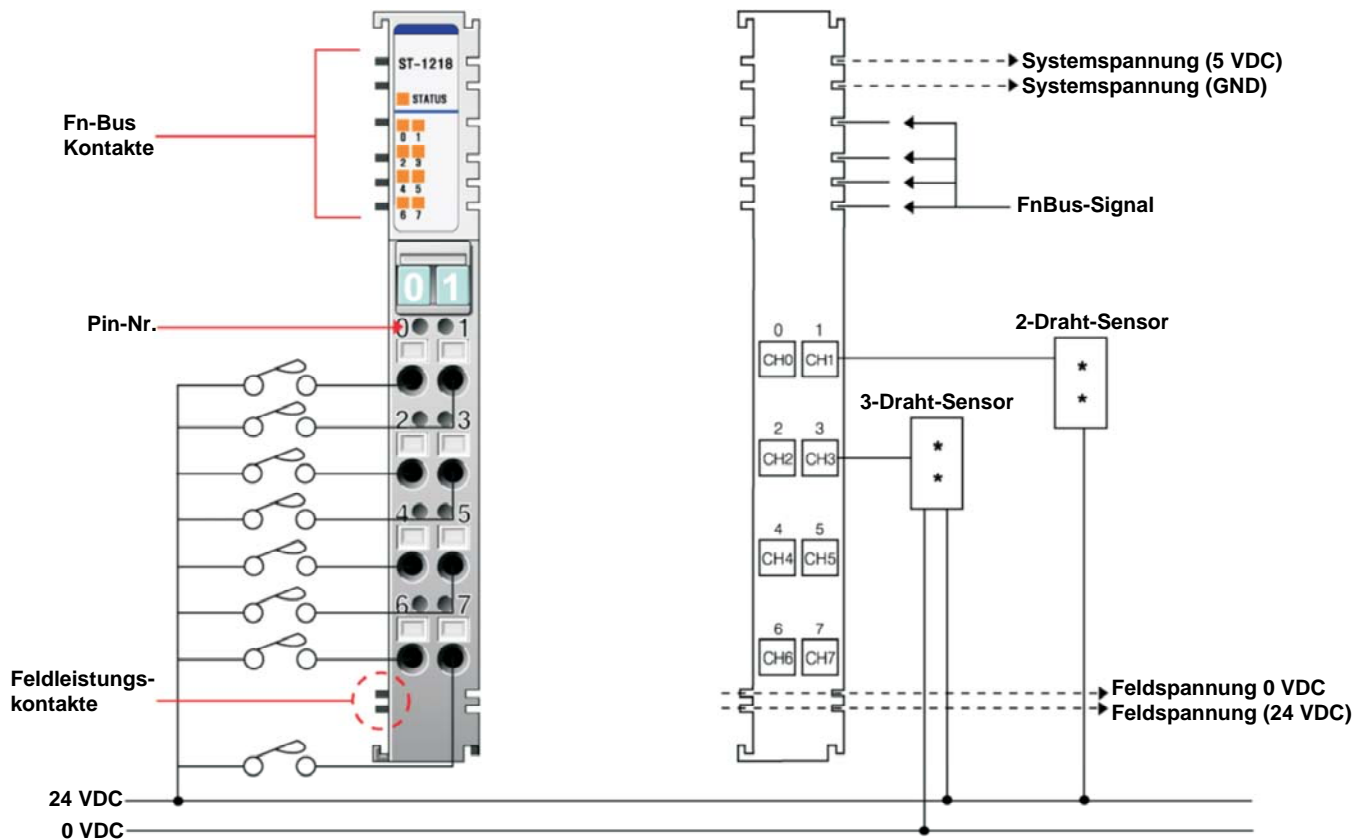 ST-1218
STATUS
0 1
2 3
4 5
6 7
Fn-Bus
Kontakte
01
Pin-Nr.
0 1
2 3
4 5
6 7
Feldleistungs-
kontakte
24 VDC
0 VDC
Systemspannung (5 VDC)
Systemspannung (GND)
FnBus-Signal
2-Draht-Sensor
* *
3-Draht-Sensor
* *
0 1
CH0 CH1
2 3
CH2 CH3
4 5
CH4 CH5
6 7
CH6 CH7
Feldspannung 0 VDC
Feldspannung (24 VDC)